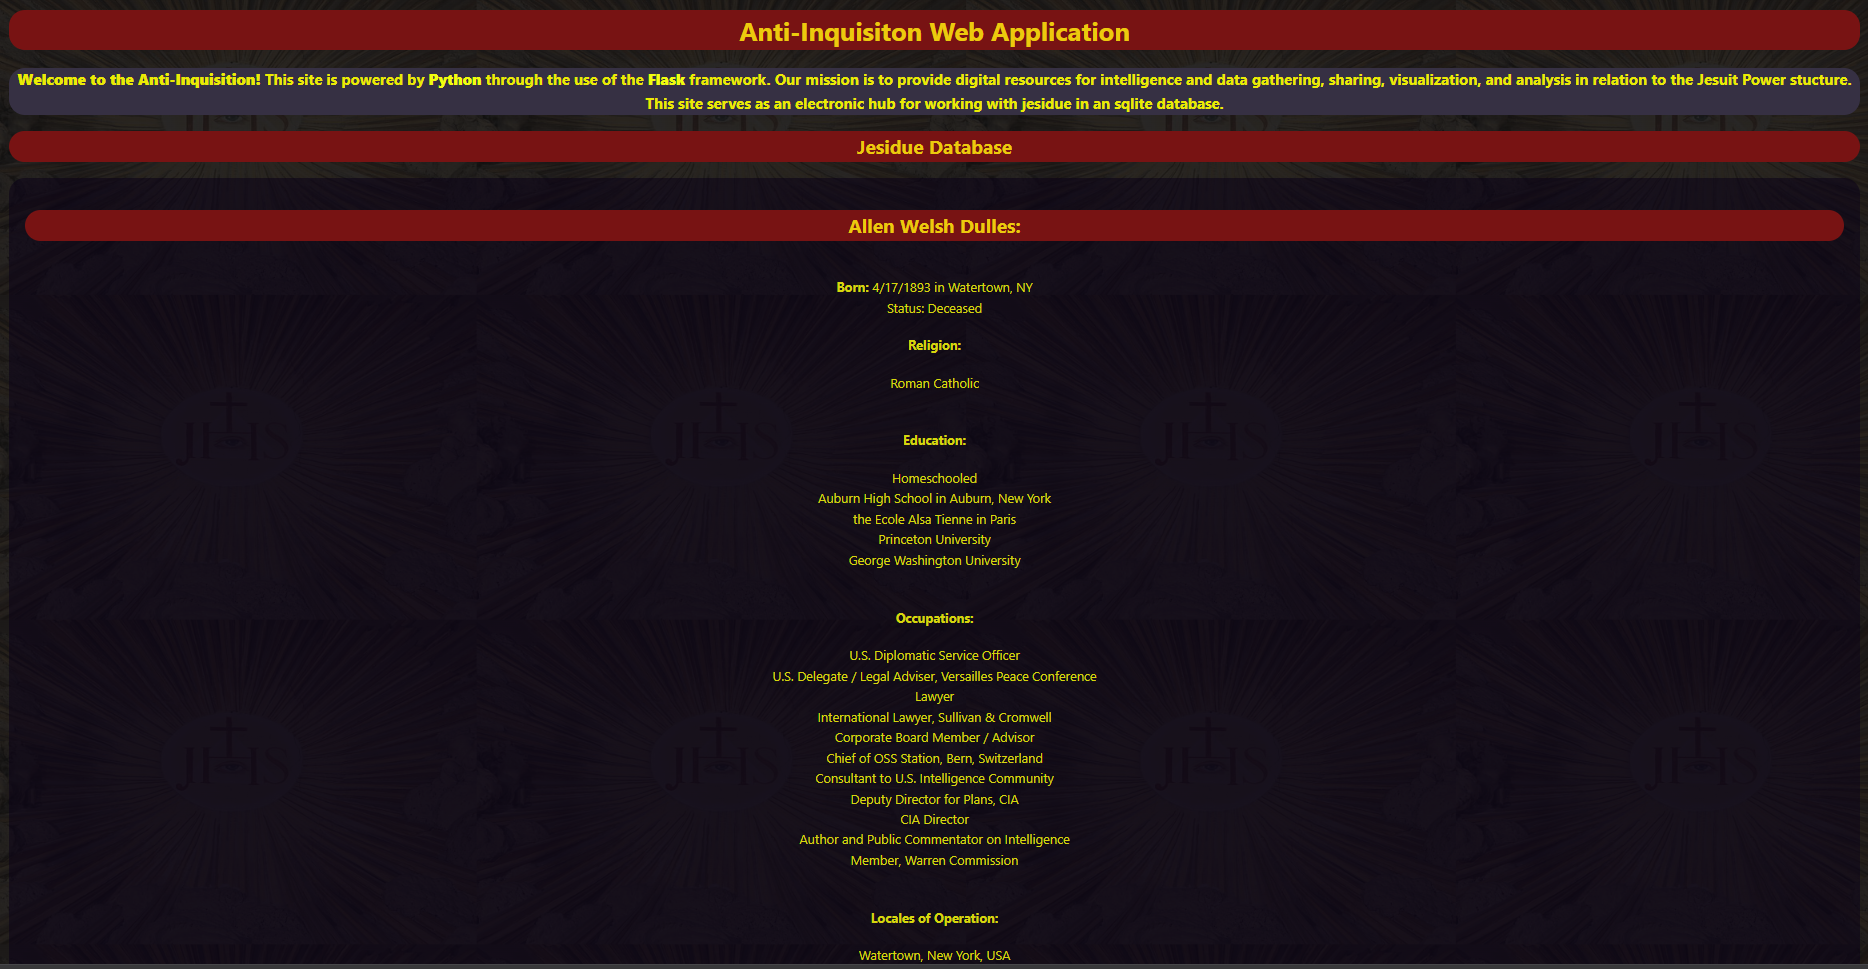 Anti-Inquisiton Web Application
Welcome to the Anti-Inquisition! This site is powered by Python through the use of the Flask framework. Our mission is to provide digital resources for intelligence and data gathering, sharing, visualization, and analysis in relation to the Jesuit Power stucture.
This site serves as an electronic hub for working with jesidue in an sqlite database.
Jesidue Database
Allen Welsh Dulles:
Born: 4/17/1893 in Watertown, NY
Status: Deceased
Religion:
Roman Catholic
Education:
Homeschooled
Auburn High School in Auburn, New York
the Ecole Alsa Tienne in Paris
Princeton University
George Washington University
Occupations:
U.S. Diplomatic Service Officer
U.S. Delegate / Legal Adviser, Versailles Peace Conference
Lawyer
International Lawyer, Sullivan & Cromwell
Corporate Board Member / Advisor
Chief of OSS Station, Bern, Switzerland
Consultant to U.S. Intelligence Community
Deputy Director for Plans, CIA
CIA Director
Author and Public Commentator on Intelligence
Member, Warren Commission
Locales of Operation:
Watertown, New York, USA